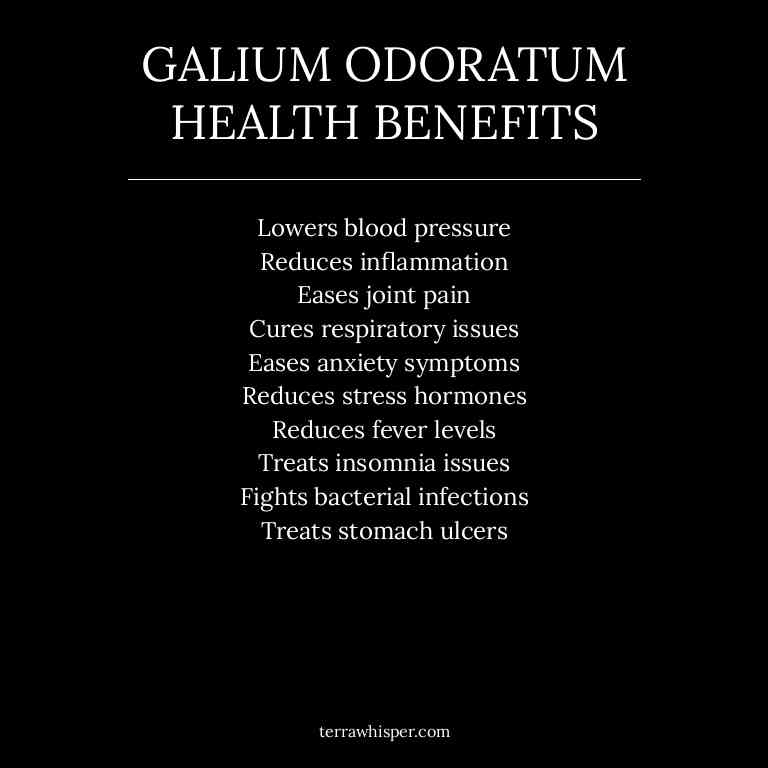 GALIUM ODORATUM
HEALTH BENEFITS
Lowers blood pressure
Reduces inflammation
Eases joint pain
Cures respiratory issues
Eases anxiety symptoms
Reduces stress hormones
Reduces fever levels
Treats insomnia issues
Fights bacterial infections
Treats stomach ulcers
terrawhisper.com